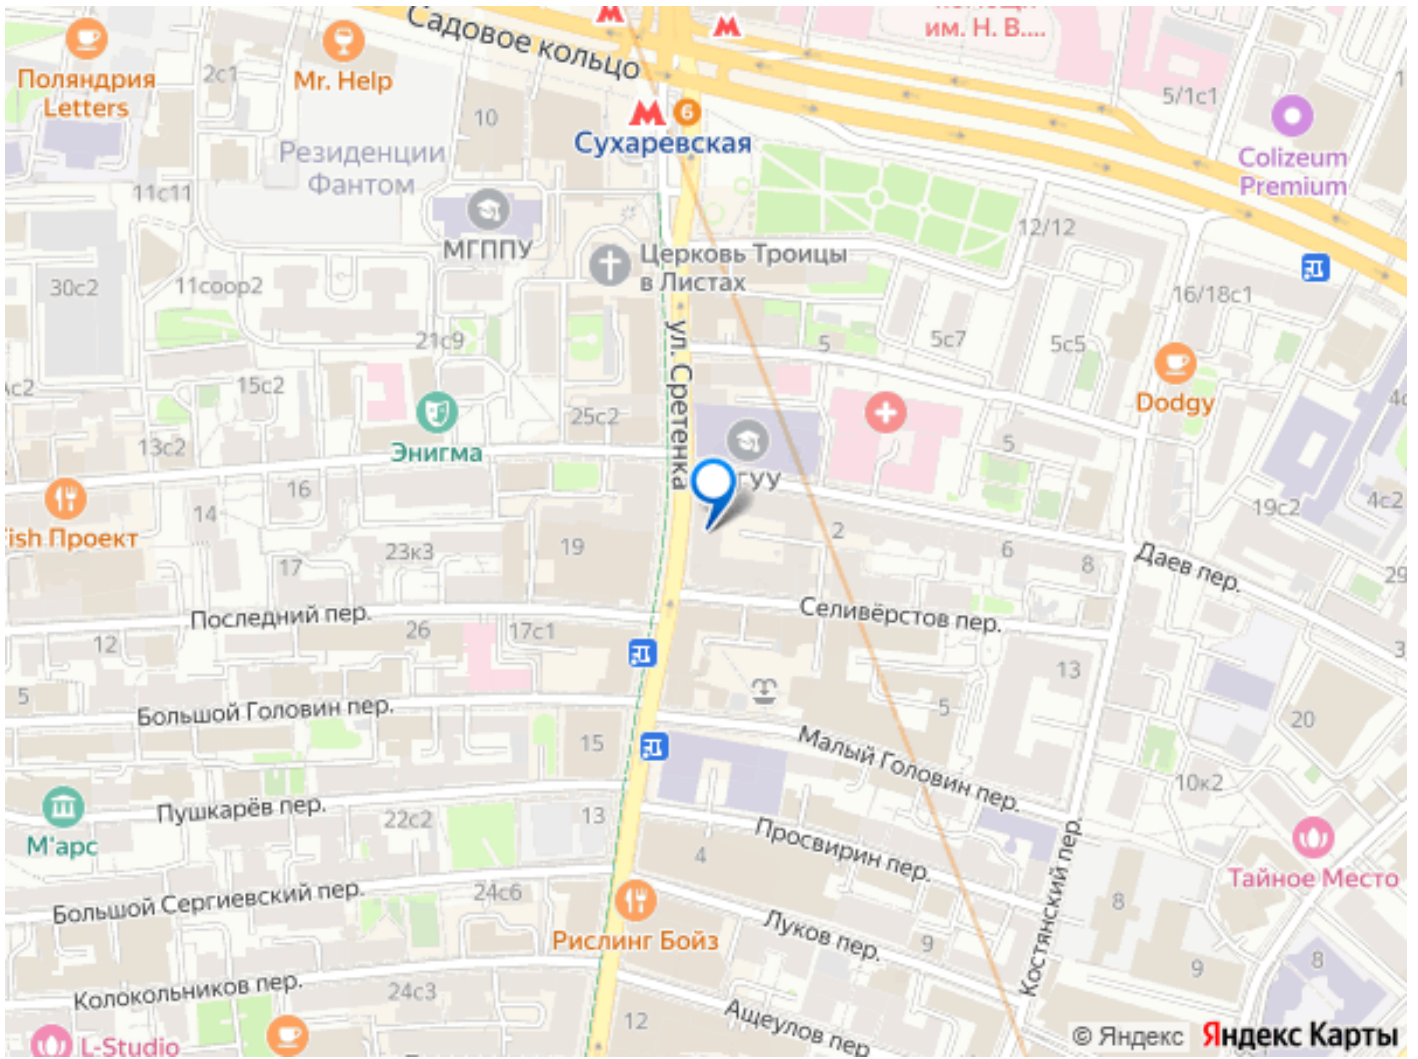 Садовое кольцо
им. Н. В....
Поляндрия
Letters
2с1
Mr. Help
10
6
Сухаревская
5/1с1
Colizeum
Premium
Резиденции
Фантом
11с11
МГППУ
12/12
Церковь Троицы
в Листах
30с2
11соор2
16/18с1
ул. Сретенка
21с9
5
5с7
5с5
15с2
25с2
Dodgy
13с2
Энигма
5
16
ГУУ
14
19с2
4с2
ish Проект
23к3
19
2
6
8
Даев пер.
29
17
Последний пер.
Селивёрстов пер.
12
26
17с1
13
5
Большой Головин пер.
5
20
15
Малый Головин пер.
10к2
Пушкарёв пер.
22с2
13
М'арс
Просвирин пер.
4
Тайное Место
Большой Сергиевский пер.
24с6
8
Костянский пер.
Рислинг Бойз
Луков пер.
9
9
8
Колокольников пер.
24с3
12
Ащеулов пер.
L-Studio
© Яндекс Яндекс Карты